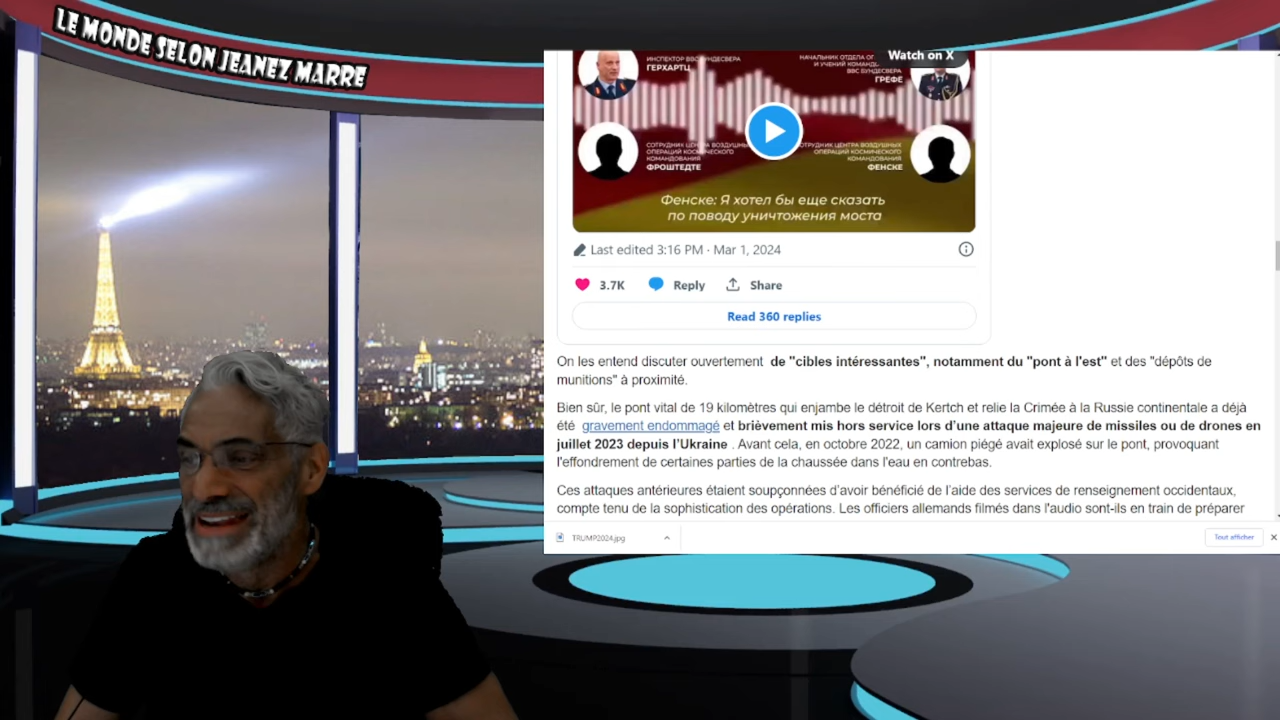 LE MONDE SELON JEANEZ MARRE
Watch on X
ИНСПЕКТОР ВВС БУНДЕСВЕРА
ГЕРХАРТЦ
НАЧАЛЬНИК ОТДЕЛА ОГ
И УЧЕНИЙ КОМАНД
ВВС БУНДЕСВЕРА
ГРЕФЕ
СОТРУДНИК ЦЕНТРА ВОЗДУШНЫ
ОПЕРАЦИЙ КОСМИЧЕСКОГО
КОМАНДОВАНИЯ
ФРОШТЕДТЕ
ОТРУДНИК ЦЕНТРА ВОЗДУШНЫХ
ОПЕРАЦИЙ КОСМИЧЕСКОГО
КОМАНДОВАНИЯ
ФЕНСКЕ
Фенске: Я хотел бы еще сказать
по поводу уничтожения моста
Last edited 3:16 PM · Mar 1, 2024
3.7K Reply Share
Read 360 replies
On les entend discuter ouvertement de "cibles intéressantes", notamment du "pont à l'est" et des "dépôts de
munitions" à proximité.
Bien sûr, le pont vital de 19 kilomètres qui enjambe le détroit de Kertch et relie la Crimée à la Russie continentale a déjà
été gravement endommagé et brièvement mis hors service lors d’une attaque majeure de missiles ou de drones en
juillet 2023 depuis l’Ukraine . Avant cela, en octobre 2022, un camion piégé avait explosé sur le pont, provoquant
l'effondrement de certaines parties de la chaussée dans l'eau en contrebas.
Ces attaques antérieures étaient soupçonnées d’avoir bénéficié de l’aide des services de renseignement occidentaux,
compte tenu de la sophistication des opérations. Les officiers allemands filmés dans l'audio sont-ils en train de préparer
TRUMP2024.jpg
Tout afficher